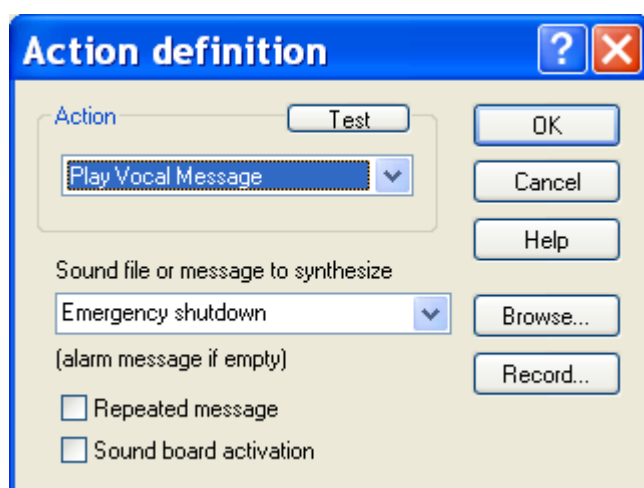 Action definition
?
Action
Test
OK
Play Vocal Message
Cancel
Help
Sound file or message to synthesize
Emergency shutdown
Browse...
(alarm message if empty)
Record...
Repeated message
Sound board activation